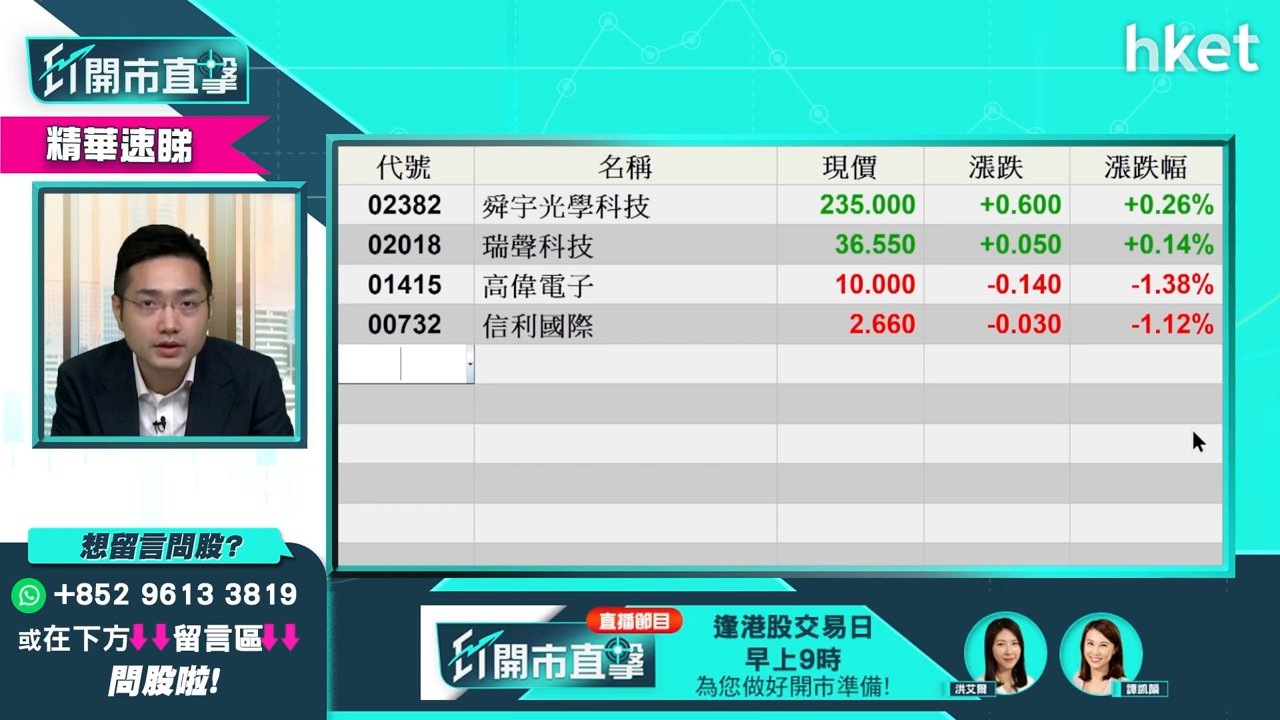 ET開市直擊
hket
精華速睇
代號 名稱 現價 漲跌 漲跌幅
02382 舜宇光學科技 235.000 +0.600 +0.26%
02018 瑞聲科技 36.550 +0.050 +0.14%
01415 高偉電子 10.000 -0.140 -1.38%
00732 信利國際 2.660 -0.030 -1.12%
想留言問股?
+852 9613 3819
或在下方留言區
問股啦!
直播節目
ET開市直擊
逢港股交易日
早上9時
為您做好開市準備!
洪艾爾
譚凱韻